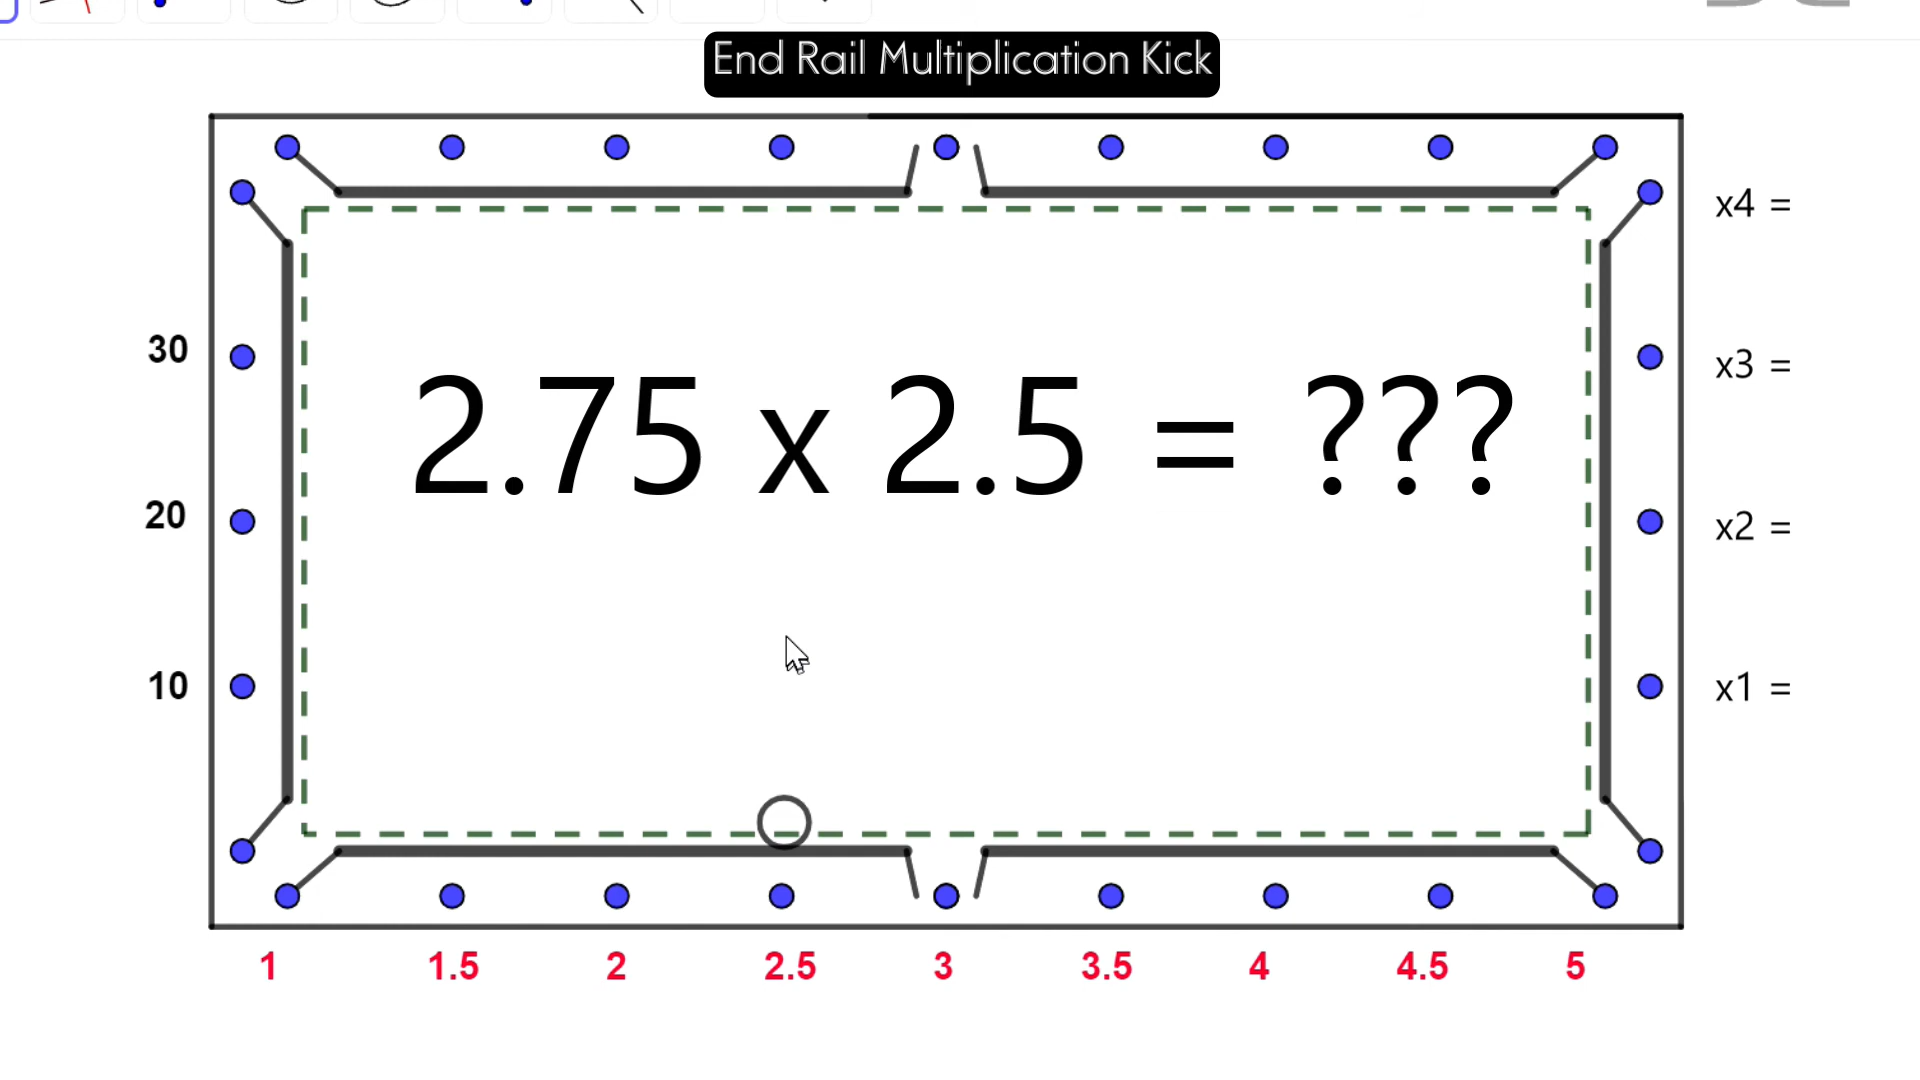 End Rail Multiplication Kick
x4 =
30
x3 =
2.75 x 2.5 = ???
20
x2 =
10
x1 =
1 1.5 2 2.5 3 3.5 4 4.5 5